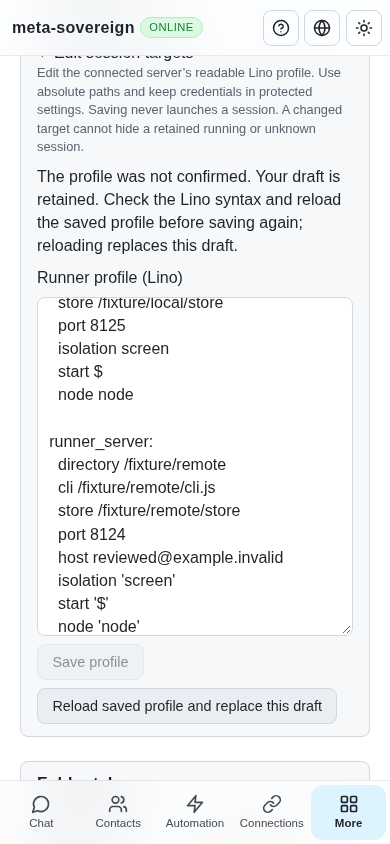 meta-sovereign ONLINE
Edit session targets
Edit the connected server's readable Lino profile. Use
absolute paths and keep credentials in protected
settings. Saving never launches a session. A changed
target cannot hide a retained running or unknown
session.
The profile was not confirmed. Your draft is
retained. Check the Lino syntax and reload
the saved profile before saving again;
reloading replaces this draft.
Runner profile (Lino)
store /fixture/local/store
port 8125
isolation screen
start $
node node
runner_server:
directory /fixture/remote
cli /fixture/remote/cli.js
store /fixture/remote/store
port 8124
host reviewed@example.invalid
isolation 'screen'
start '$'
node 'node'
Save profile
Reload saved profile and replace this draft
Chat Contacts Automation Connections More